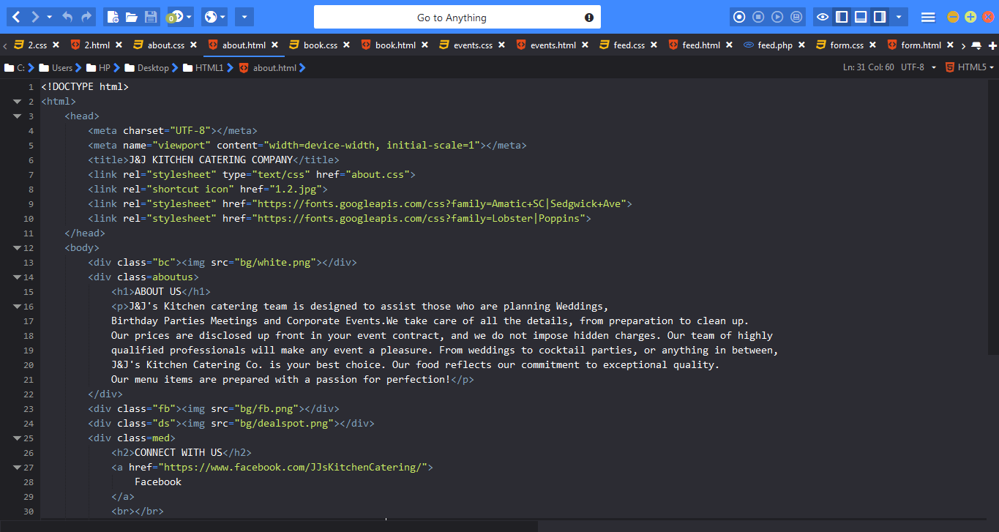 Go to Anything
0
2.css 2.html about.css about.html book.css book.html events.css events.html feed.css feed.html feed.php form.css form.html
C: Users HP Desktop HTML1 about.html Ln: 31 Col: 60 UTF-8 HTML5
1 <!DOCTYPE html>
2 <html>
3 <head>
4 <meta charset="UTF-8"></meta>
5 <meta name="viewport" content="width=device-width, initial-scale=1"></meta>
6 <title>J&J KITCHEN CATERING COMPANY</title>
7 <link rel="stylesheet" type="text/css" href="about.css">
8 <link rel="shortcut icon" href="1.2.jpg">
9 <link rel="stylesheet" href="https://fonts.googleapis.com/css?family=Amatic+SC|Sedgwick+Ave">
10 <link rel="stylesheet" href="https://fonts.googleapis.com/css?family=Lobster|Poppins">
11 </head>
12 <body>
13 <div class="bc"><img src="bg/white.png"></div>
14 <div class=aboutus>
15 <h1>ABOUT US</h1>
16 <p>J&J's Kitchen catering team is designed to assist those who are planning Weddings,
17 Birthday Parties Meetings and Corporate Events.We take care of all the details, from preparation to clean up.
18 Our prices are disclosed up front in your event contract, and we do not impose hidden charges. Our team of highly
19 qualified professionals will make any event a pleasure. From weddings to cocktail parties, or anything in between,
20 J&J's Kitchen Catering Co. is your best choice. Our food reflects our commitment to exceptional quality.
21 Our menu items are prepared with a passion for perfection!</p>
22 </div>
23 <div class="fb"><img src="bg/fb.png"></div>
24 <div class="ds"><img src="bg/dealspot.png"></div>
25 <div class=med>
26 <h2>CONNECT WITH US</h2>
27 <a href="https://www.facebook.com/JJsKitchenCatering/">
28 Facebook
29 </a>
30 <br></br>